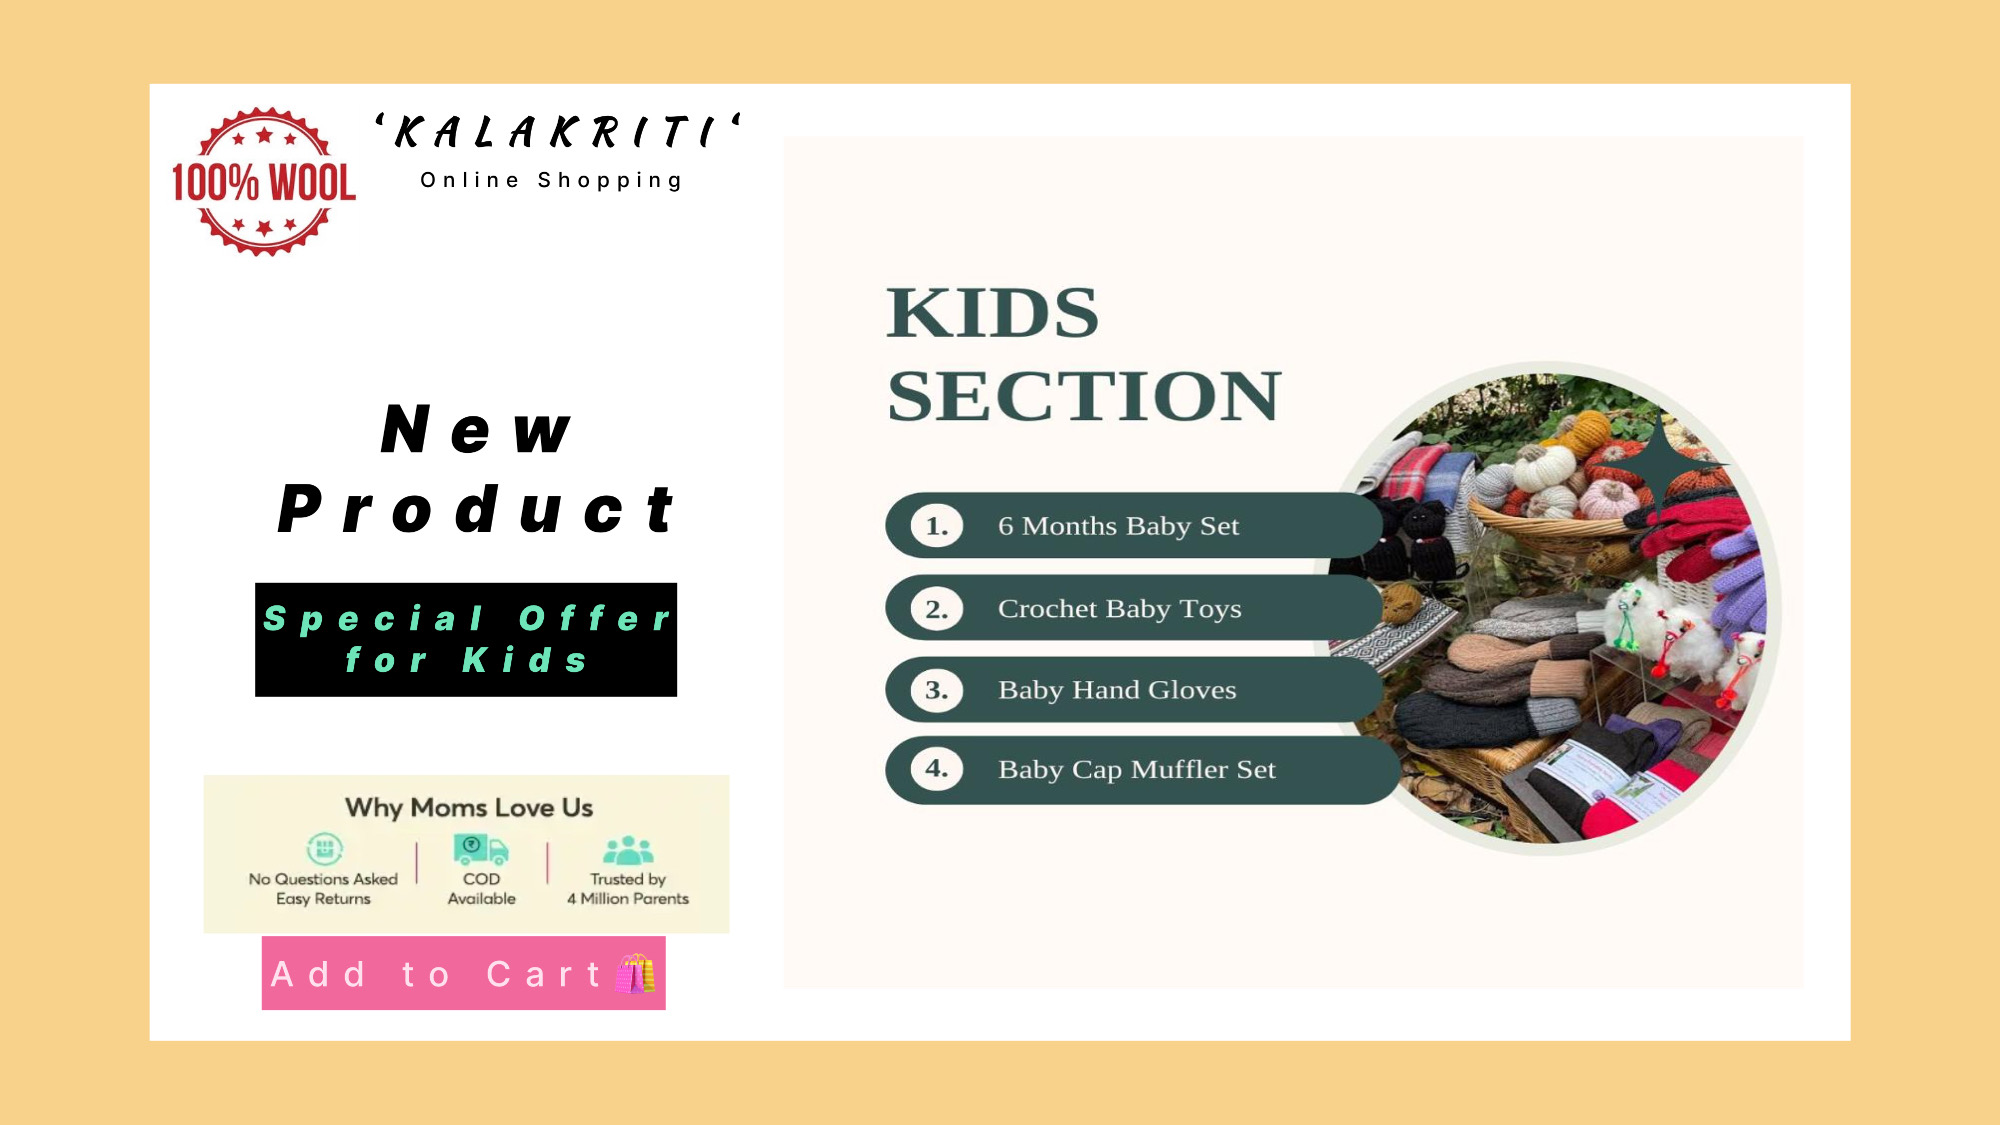 100% WOOL
‘KALAKRITI‘
Online Shopping
New
Product
Special Offer
for Kids
Why Moms Love Us
No Questions Asked
Easy Returns
COD
Available
Trusted by
4 Million Parents
Add to Cart🛍️
KIDS
SECTION
1. 6 Months Baby Set
2. Crochet Baby Toys
3. Baby Hand Gloves
4. Baby Cap Muffler Set